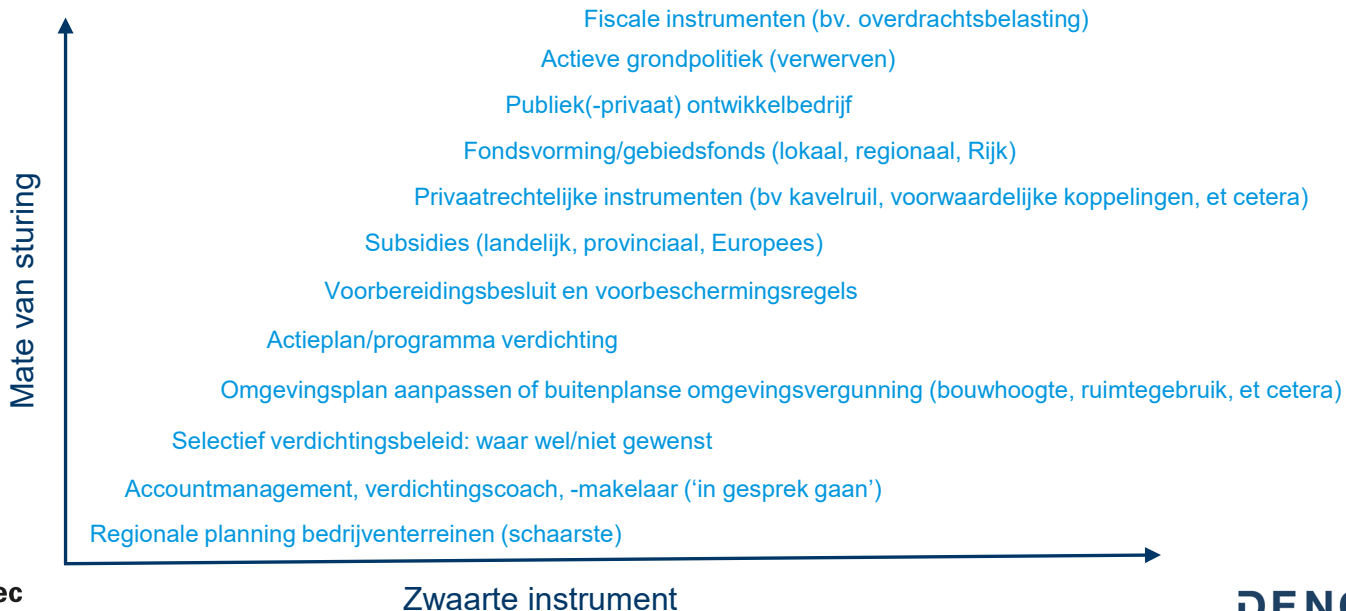 Fiscale instrumenten (bv. overdrachtsbelasting)
Actieve grondpolitiek (verwerven)
Publiek(-privaat) ontwikkelbedrijf
Fondsvorming/gebiedsfonds (lokaal, regionaal, Rijk)
Privaatrechtelijke instrumenten (bv kavelruil, voorwaardelijke koppelingen, et cetera)
Subsidies (landelijk, provinciaal, Europees)
Voorbereidingsbesluit en voorbeschermingsregels
Actieplan/programma verdichting
Omgevingsplan aanpassen of buitenplanse omgevingsvergunning (bouwhoogte, ruimtegebruik, et cetera)
Selectief verdichtingsbeleid: waar wel/niet gewenst
Accountmanagement, verdichtingscoach, -makelaar (‘in gesprek gaan’)
Regionale planning bedrijventerreinen (schaarste)
Mate van sturing
Zwaarte instrument
ec